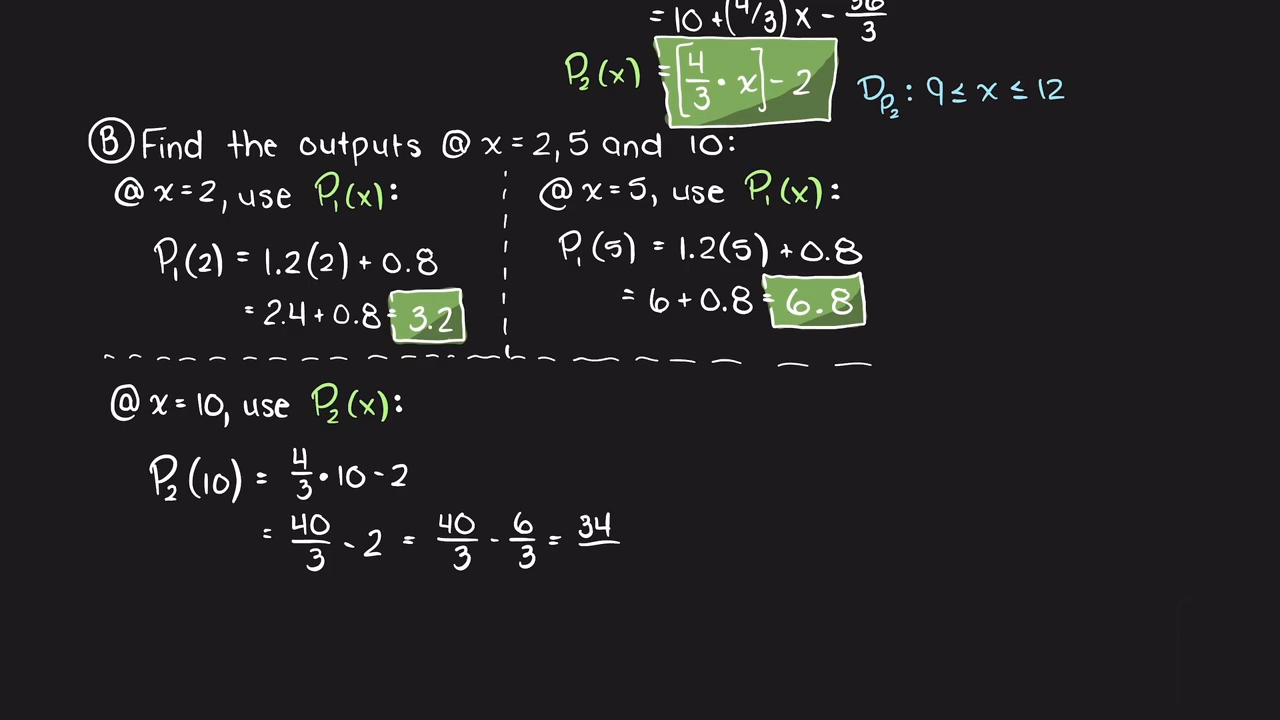 = 10 + (4/3) x - 36/3
P₂(x) = [4/3 • x] - 2
D_P₂ : 9 ≤ x ≤ 12
B Find the outputs @ x = 2, 5 and 10:
@ x = 2, use P₁(x):
P₁(2) = 1.2(2) + 0.8
= 2.4 + 0.8 = 3.2
@ x = 5, use P₁(x):
P₁(5) = 1.2(5) + 0.8
= 6 + 0.8 = 6.8
@ x = 10, use P₂(x):
P₂(10) = 4/3 • 10 - 2
= 40/3 - 2 = 40/3 - 6/3 = 34/